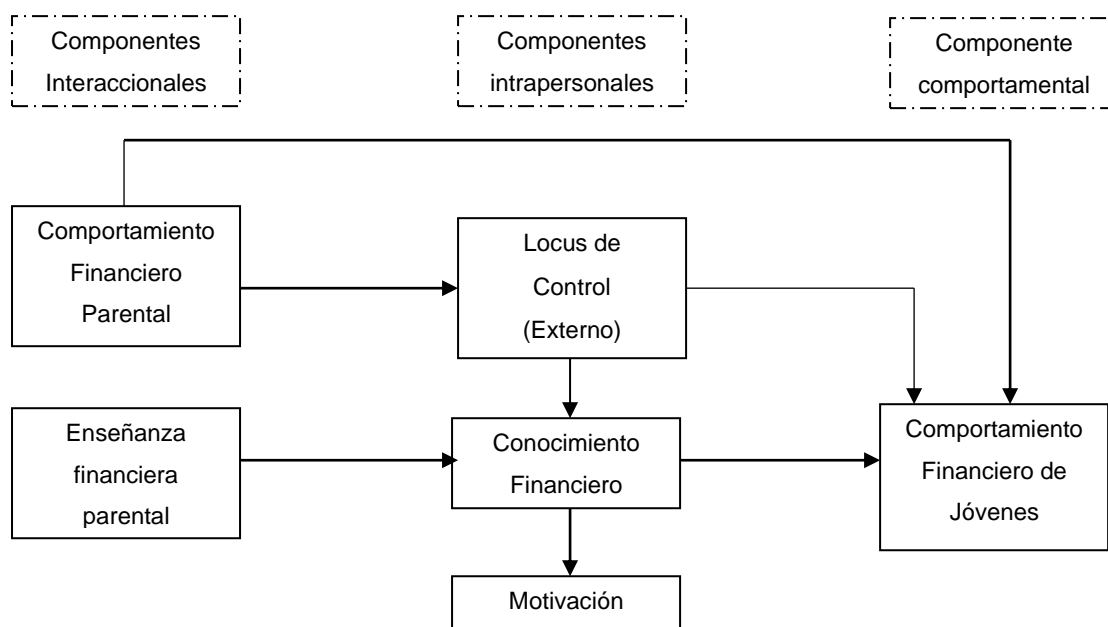 Componentes
Interaccionales
Componentes
intrapersonales
Componente
comportamental
Comportamiento
Financiero
Parental
Locus de
Control
(Externo)
Enseñanza
financiera
parental
Conocimiento
Financiero
Comportamiento
Financiero de
Jóvenes
Motivación